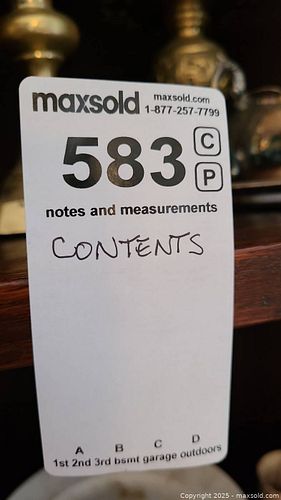 maxsold maxsold.com
1-877-257-7799
583 C
P
notes and measurements
CONTENTS
A B C D
1st 2nd 3rd bsmt garage outdoors
Copyright 2025 - maxsold.com